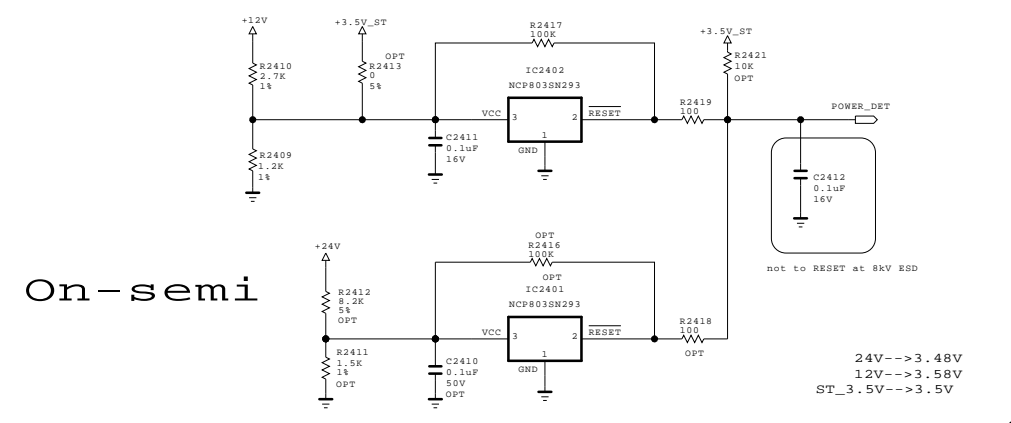 +12V
R2410
2.7K
1%
R2409
1.2K
1%
+3.5V_ST
OPT
R2413
0
5%
R2417
100K
IC2402
NCP803SN293
VCC
3
2
RESET
1
GND
C2411
0.1uF
16V
R2419
100
+3.5V_ST
R2421
10K
OPT
POWER_DET
C2412
0.1uF
16V
not to RESET at 8kV ESD
On-semi
+24V
R2412
8.2K
5%
OPT
R2411
1.5K
1%
OPT
OPT
R2416
100K
OPT
IC2401
NCP803SN293
VCC
3
2
RESET
1
GND
C2410
0.1uF
50V
OPT
R2418
100
OPT
24V-->3.48V
12V-->3.58V
ST_3.5V-->3.5V